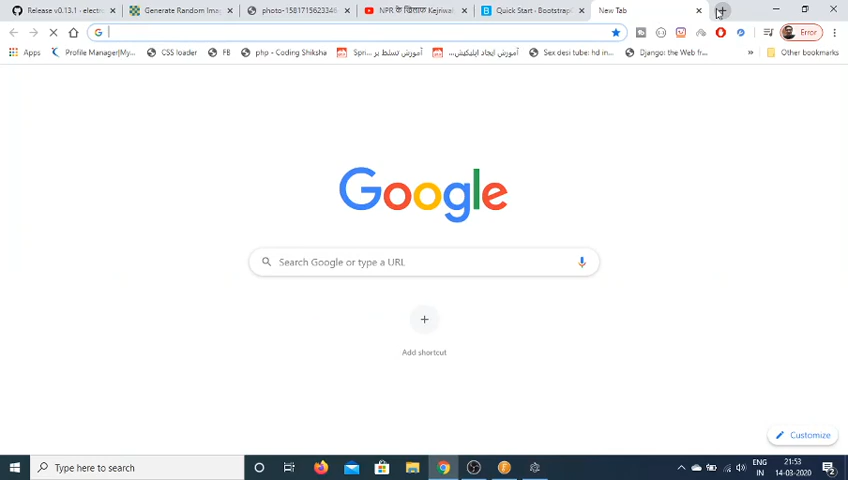 Release v0.13.1 · electro
Generate Random Imag
photo-1581715623346
NPR के खिलाफ Kejriwal
Quick Start · Bootstrap
New Tab
Error
Apps
Profile Manager(My...
CSS loader
FB
php - Coding Shiksha
آموزش تسلط بر Spri...
آموزش ایجاد اپلیکیشن...
Sex desi tube: hd in...
Django: the Web fr...
»
Other bookmarks
Google
Search Google or type a URL
Add shortcut
Customize
Type here to search
ENG
IN
21:53
14-03-2020
2